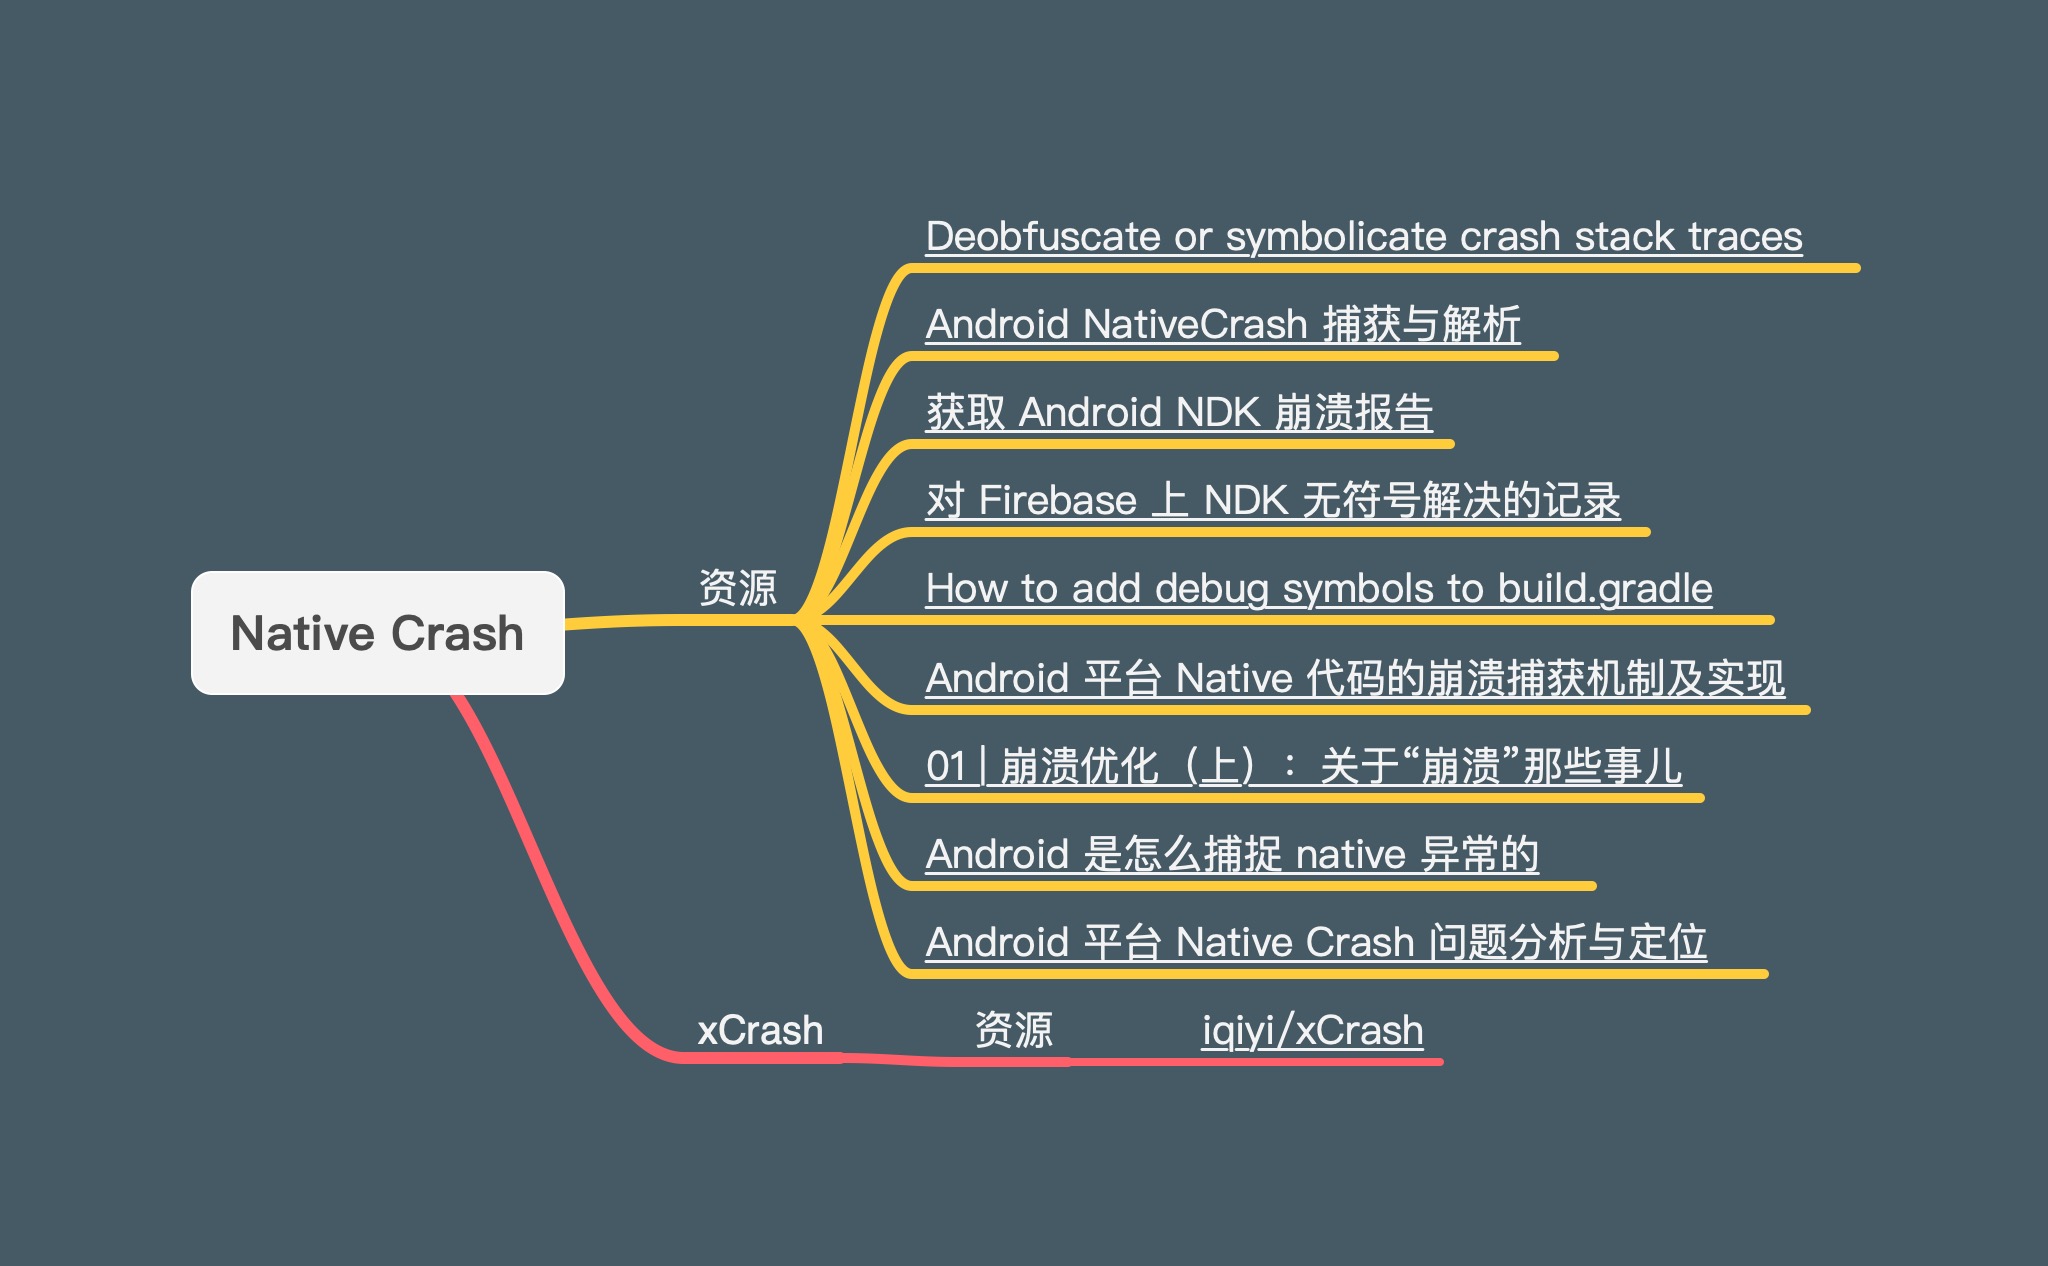 Native Crash
资源
Deobfuscate or symbolicate crash stack traces
Android NativeCrash 捕获与解析
获取 Android NDK 崩溃报告
对 Firebase 上 NDK 无符号解决的记录
How to add debug symbols to build.gradle
Android 平台 Native 代码的崩溃捕获机制及实现
01 | 崩溃优化（上）：关于“崩溃”那些事儿
Android 是怎么捕捉 native 异常的
Android 平台 Native Crash 问题分析与定位
xCrash
资源
iqiyi/xCrash